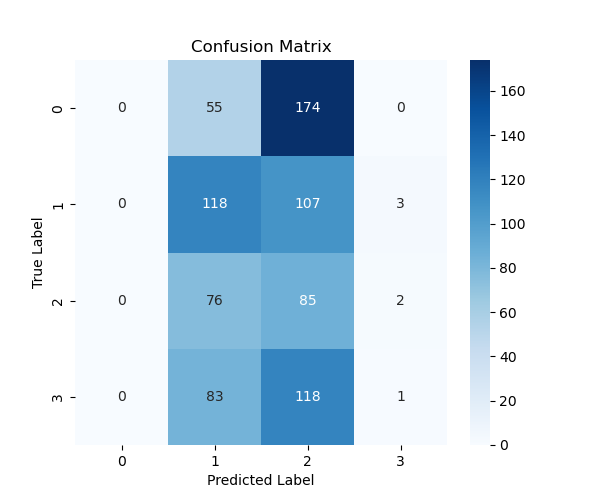 Confusion Matrix
0 0 55 174 0
1 0 118 107 3
2 0 76 85 2
3 0 83 118 1
0 1 2 3
True Label
Predicted Label
160
140
120
100
80
60
40
20
0